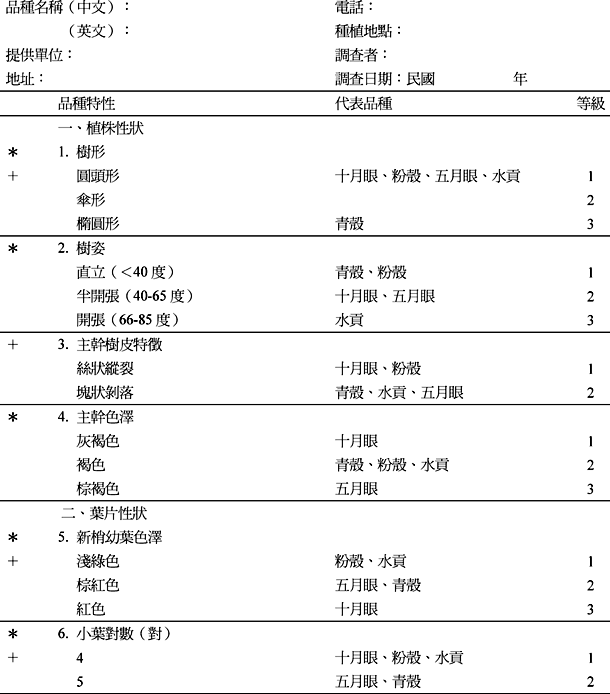 品種名稱(中文): 電話:
(英文): 種植地點:
提供單位: 調查者:
地址: 調查日期:民國 年
品種特性 代表品種 等級
一、植株性狀
* 1. 樹形
+ 圓頭形 十月眼、粉殼、五月眼、水貢 1
傘形 2
橢圓形 青殼 3
* 2. 樹姿
直立(<40 度) 青殼、粉殼 1
半開張(40-65 度) 十月眼、五月眼 2
開張(66-85 度) 水貢 3
+ 3. 主幹樹皮特徵
絲狀縱裂 十月眼、粉殼 1
塊狀剝落 青殼、水貢、五月眼 2
* 4. 主幹色澤
灰褐色 十月眼 1
褐色 青殼、粉殼、水貢 2
棕褐色 五月眼 3
二、葉片性狀
* 5. 新梢幼葉色澤
+ 淺綠色 粉殼、水貢 1
棕紅色 五月眼、青殼 2
紅色 十月眼 3
* 6. 小葉對數(對)
+ 4 十月眼、粉殼、水貢 1
5 五月眼、青殼 2